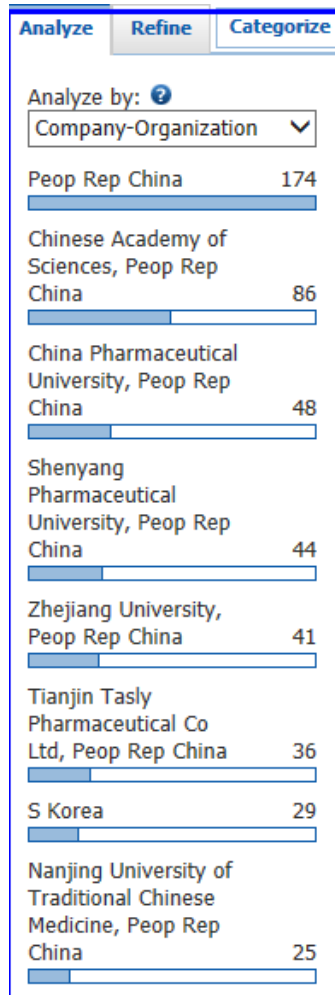 Analyze Refine Categorize
Analyze by: ?
Company-Organization
Peop Rep China 174
Chinese Academy of
Sciences, Peop Rep
China 86
China Pharmaceutical
University, Peop Rep
China 48
Shenyang
Pharmaceutical
University, Peop Rep
China 44
Zhejiang University,
Peop Rep China 41
Tianjin Tasly
Pharmaceutical Co
Ltd, Peop Rep China 36
S Korea 29
Nanjing University of
Traditional Chinese
Medicine, Peop Rep
China 25